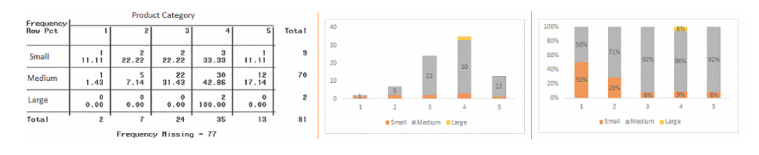 Product Category
Frequency
Row Pct 1 2 3 4 5 Total
Small 1 2 2 3 1 9
11.11 22.22 22.22 33.33 11.11
Medium 1 5 22 30 12 70
1.43 7.14 31.43 42.86 17.14
Large 0 0 0 2 0 2
0.00 0.00 0.00 100.00 0.00
Total 2 7 24 35 13 81
Frequency Missing = 77
40
30
20
10
0
1 5 22 30 12
1 2 3 4 5
Small Medium Large
100%
80%
60%
40%
20%
0%
6%
50% 71% 92% 86% 92%
50% 29% 8% 9% 8%
1 2 3 4 5
Small Medium Large